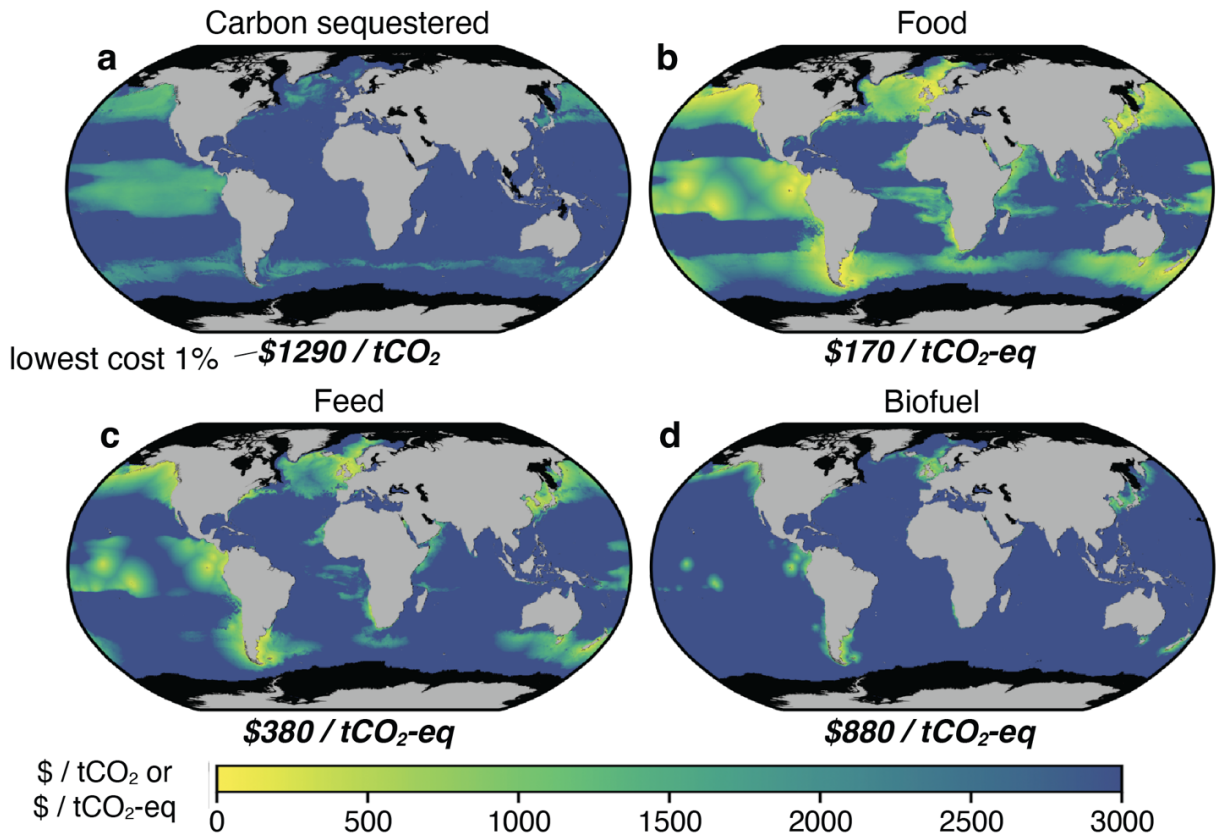 Carbon sequestered
Food
a
b
lowest cost 1%
$1290 / tCO₂
$170 / tCO₂-eq
Feed
Biofuel
c
d
$380 / tCO₂-eq
$880 / tCO₂-eq
$ / tCO₂ or
$ / tCO₂-eq
0 500 1000 1500 2000 2500 3000